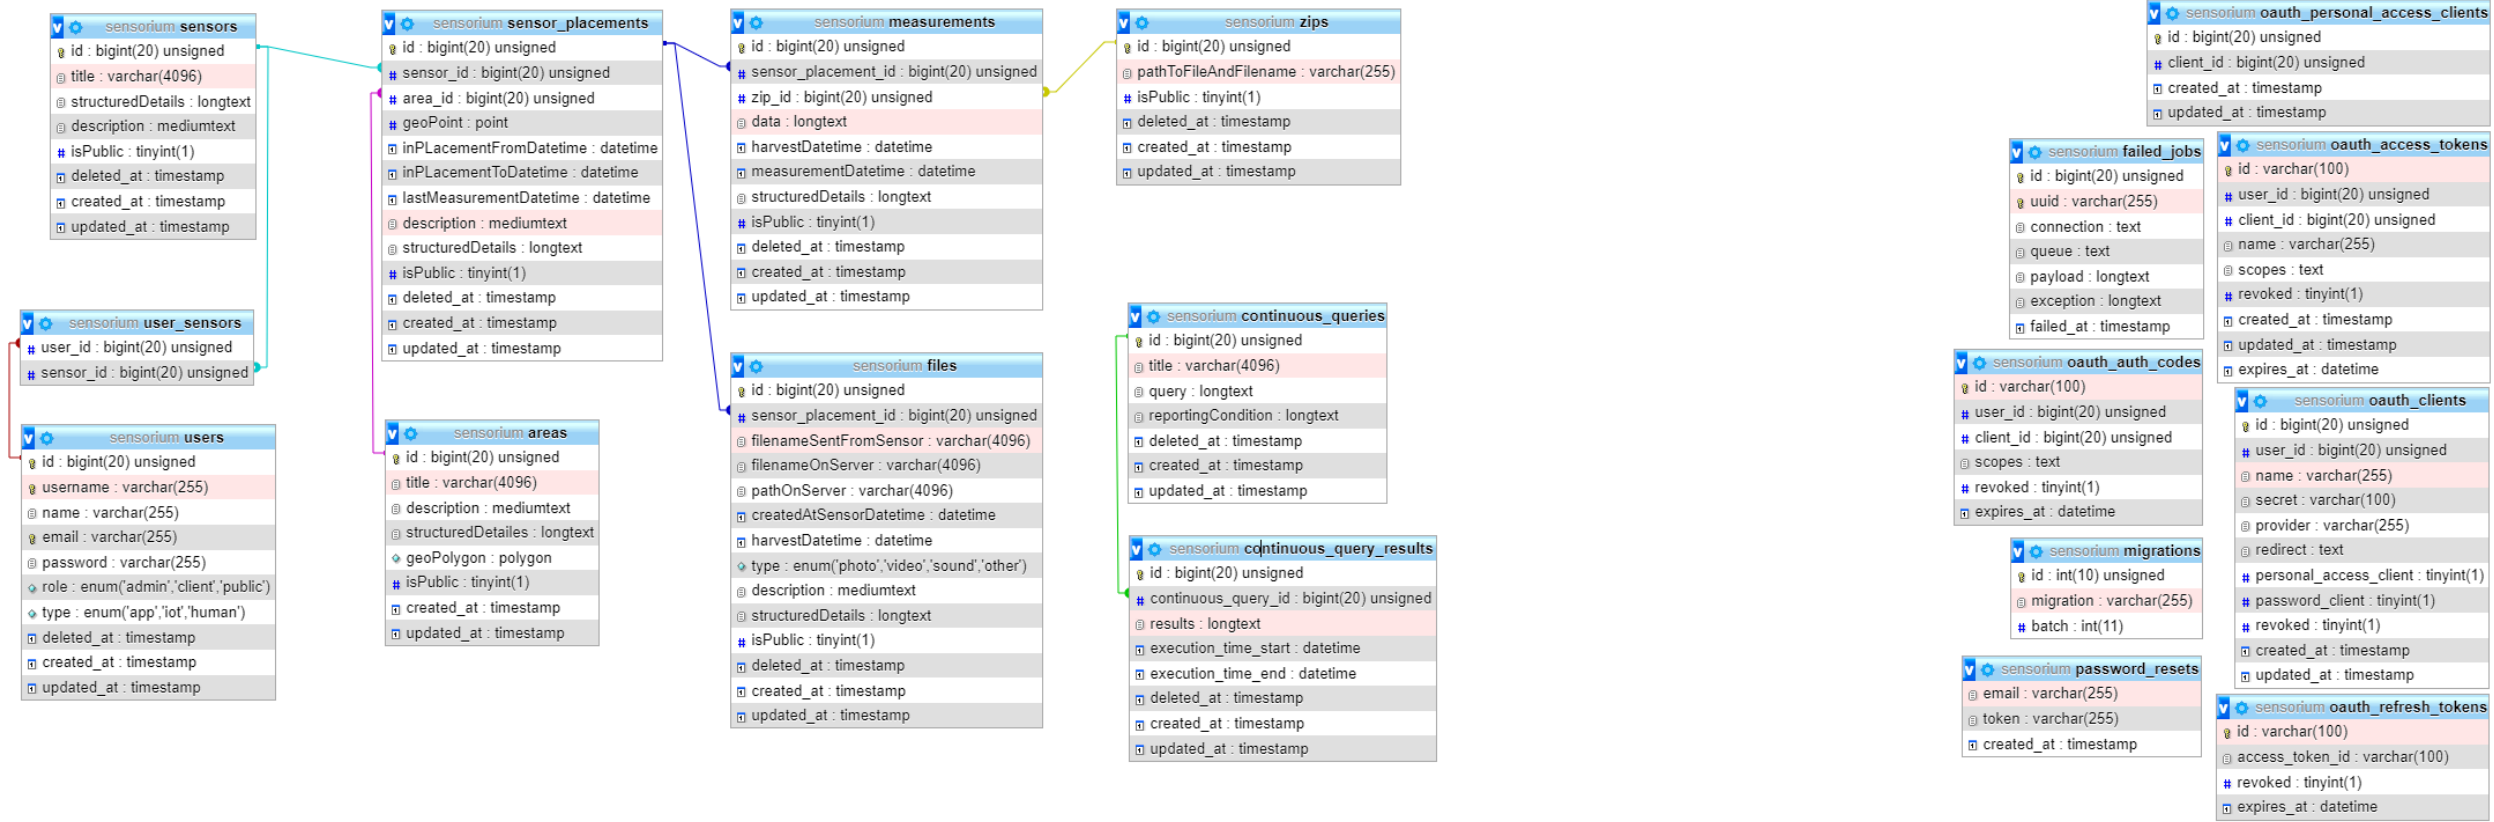 sensorium sensors
id : bigint(20) unsigned
title : varchar(4096)
structuredDetails : longtext
description : mediumtext
isPublic : tinyint(1)
deleted_at : timestamp
created_at : timestamp
updated_at : timestamp
sensorium user_sensors
user_id : bigint(20) unsigned
sensor_id : bigint(20) unsigned
sensorium users
id : bigint(20) unsigned
username : varchar(255)
name : varchar(255)
email : varchar(255)
password : varchar(255)
role : enum('admin','client','public')
type : enum('app','iot','human')
deleted_at : timestamp
created_at : timestamp
updated_at : timestamp
sensorium sensor_placements
id : bigint(20) unsigned
sensor_id : bigint(20) unsigned
area_id : bigint(20) unsigned
geoPoint : point
inPLacementFromDatetime : datetime
inPLacementToDatetime : datetime
lastMeasurementDatetime : datetime
description : mediumtext
structuredDetails : longtext
isPublic : tinyint(1)
deleted_at : timestamp
created_at : timestamp
updated_at : timestamp
sensorium areas
id : bigint(20) unsigned
title : varchar(4096)
description : mediumtext
structuredDetailes : longtext
geoPolygon : polygon
isPublic : tinyint(1)
created_at : timestamp
updated_at : timestamp
sensorium measurements
id : bigint(20) unsigned
sensor_placement_id : bigint(20) unsigned
zip_id : bigint(20) unsigned
data : longtext
harvestDatetime : datetime
measurementDatetime : datetime
structuredDetails : longtext
isPublic : tinyint(1)
deleted_at : timestamp
created_at : timestamp
updated_at : timestamp
sensorium files
id : bigint(20) unsigned
sensor_placement_id : bigint(20) unsigned
filenameSentFromSensor : varchar(4096)
filenameOnServer : varchar(4096)
pathOnServer : varchar(4096)
createdAtSensorDatetime : datetime
harvestDatetime : datetime
type : enum('photo','video','sound','other')
description : mediumtext
structuredDetails : longtext
isPublic : tinyint(1)
deleted_at : timestamp
created_at : timestamp
updated_at : timestamp
sensorium zips
id : bigint(20) unsigned
pathToFileAndFilename : varchar(255)
isPublic : tinyint(1)
deleted_at : timestamp
created_at : timestamp
updated_at : timestamp
sensorium continuous_queries
id : bigint(20) unsigned
title : varchar(4096)
query : longtext
reportingCondition : longtext
deleted_at : timestamp
created_at : timestamp
updated_at : timestamp
sensorium continuous_query_results
id : bigint(20) unsigned
continuous_query_id : bigint(20) unsigned
results : longtext
execution_time_start : datetime
execution_time_end : datetime
deleted_at : timestamp
created_at : timestamp
updated_at : timestamp
sensorium oauth_personal_access_clients
id : bigint(20) unsigned
client_id : bigint(20) unsigned
created_at : timestamp
updated_at : timestamp
sensorium failed_jobs
id : bigint(20) unsigned
uuid : varchar(255)
connection : text
queue : text
payload : longtext
exception : longtext
failed_at : timestamp
sensorium oauth_access_tokens
id : varchar(100)
user_id : bigint(20) unsigned
client_id : bigint(20) unsigned
name : varchar(255)
scopes : text
revoked : tinyint(1)
created_at : timestamp
updated_at : timestamp
expires_at : datetime
sensorium oauth_auth_codes
id : varchar(100)
user_id : bigint(20) unsigned
client_id : bigint(20) unsigned
scopes : text
revoked : tinyint(1)
expires_at : datetime
sensorium oauth_clients
id : bigint(20) unsigned
user_id : bigint(20) unsigned
name : varchar(255)
secret : varchar(100)
provider : varchar(255)
redirect : text
personal_access_client : tinyint(1)
password_client : tinyint(1)
revoked : tinyint(1)
created_at : timestamp
updated_at : timestamp
sensorium migrations
id : int(10) unsigned
migration : varchar(255)
batch : int(11)
sensorium password_resets
email : varchar(255)
token : varchar(255)
created_at : timestamp
sensorium oauth_refresh_tokens
id : varchar(100)
access_token_id : varchar(100)
revoked : tinyint(1)
expires_at : datetime